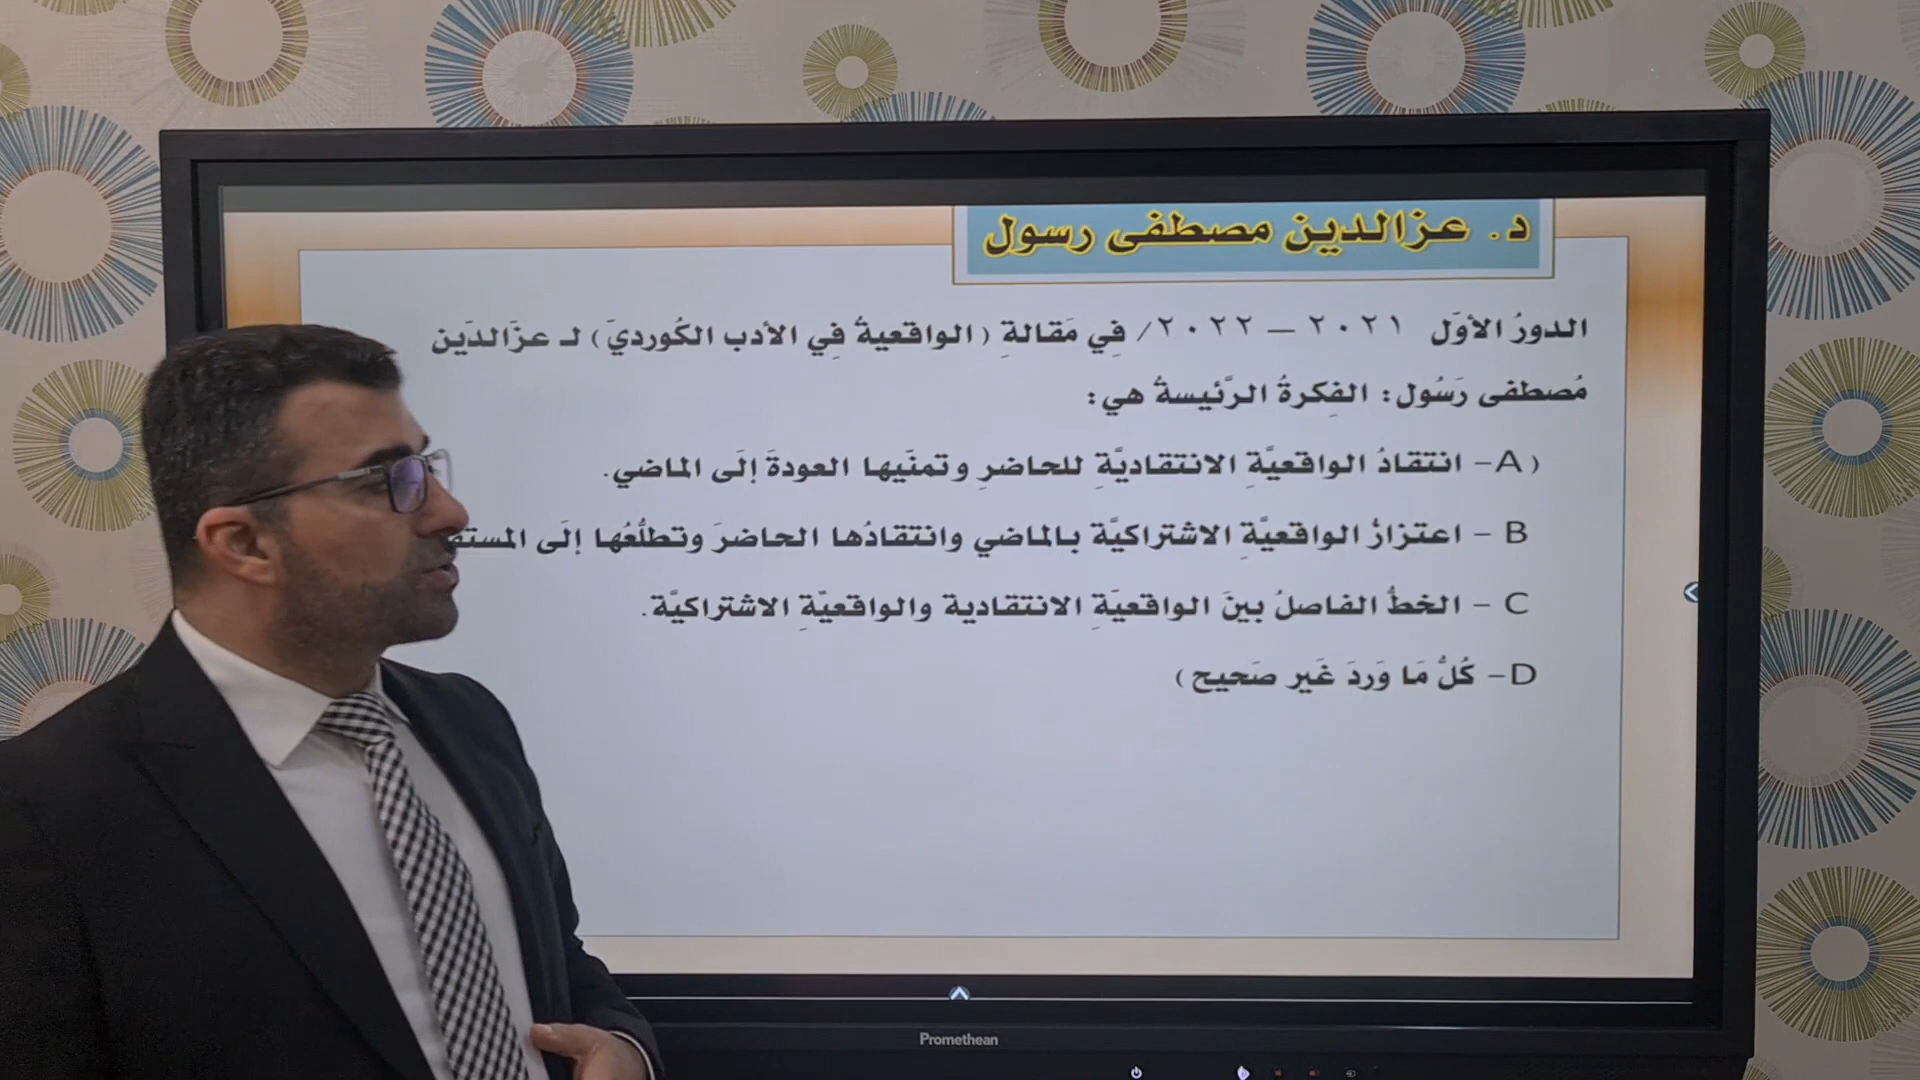 د. عزالدين مصطفى رسول
الدورُ الأوَل ٢٠٢١ – ٢٠٢٢/ فِي مَقالةِ (الواقعيةُ فِي الأدب الكُورديَ) لـ عزَالدَين
مُصطفى رَسُول: الفِكرةُ الرَّئيسةُ هي:
(A- انتقادُ الواقعيَّةِ الانتقاديَّةِ للحاضرِ وتمنَيها العودةَ إلَى الماضي.
B - اعتزازُ الواقعيَّةِ الاشتراكيَّة بالماضي وانتقادُها الحاضرَ وتطلُّعُها إلَى
C - الخطُّ الفاصلُ بينَ الواقعيَةِ الانتقادية والواقعيَّةِ الاشتراكيَّة.
D- كُلُّ مَا وَردَ غَير صَحيح)
Promethean